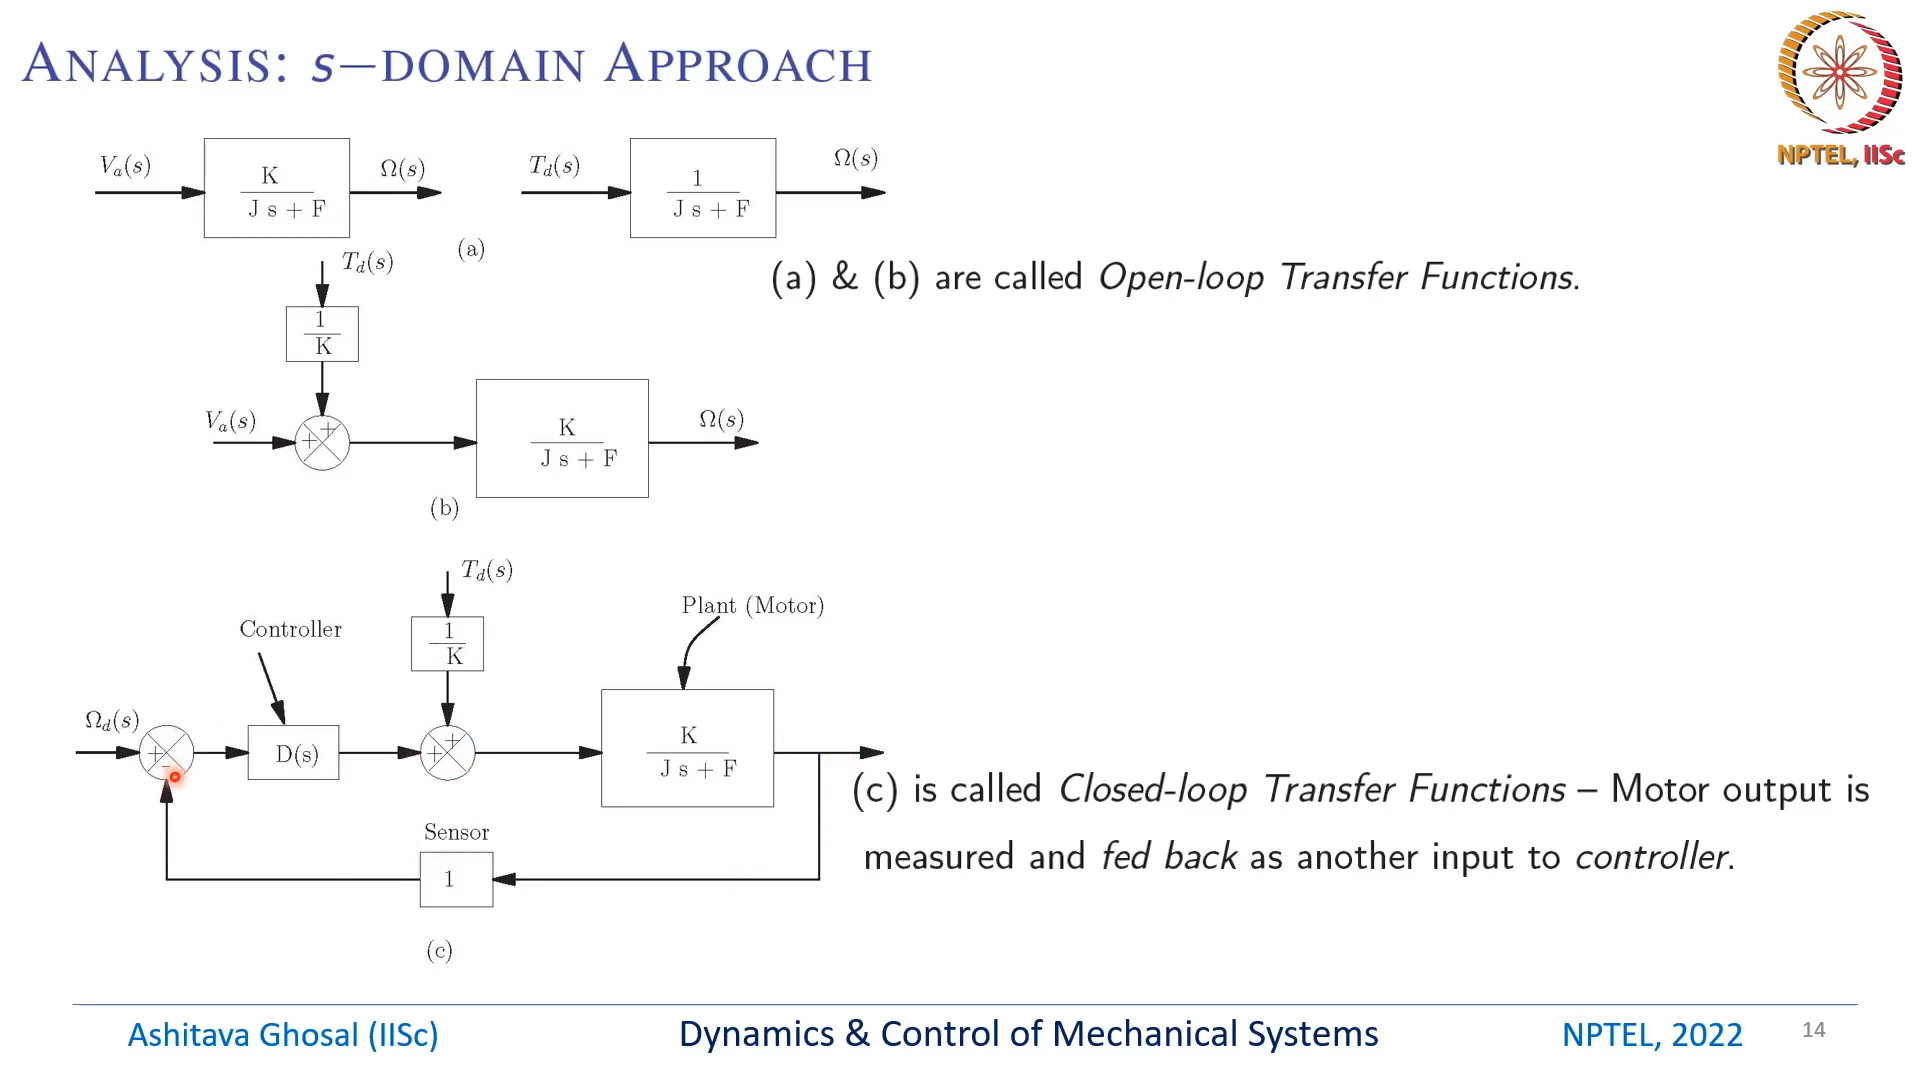 ANALYSIS: s—DOMAIN APPROACH
NPTEL, IISc
Va(s)
K
J s + F
Ω(s)
Td(s)
1
J s + F
Ω(s)
(a)
Td(s)
1
K
(a) & (b) are called Open-loop Transfer Functions.
Va(s)
+
+
K
J s + F
Ω(s)
(b)
Td(s)
1
K
Plant (Motor)
Controller
Ωd(s)
+
-
D(s)
+
+
K
J s + F
(c) is called Closed-loop Transfer Functions – Motor output is
measured and fed back as another input to controller.
Sensor
1
(c)
Ashitava Ghosal (IISc)
Dynamics & Control of Mechanical Systems
NPTEL, 2022
14